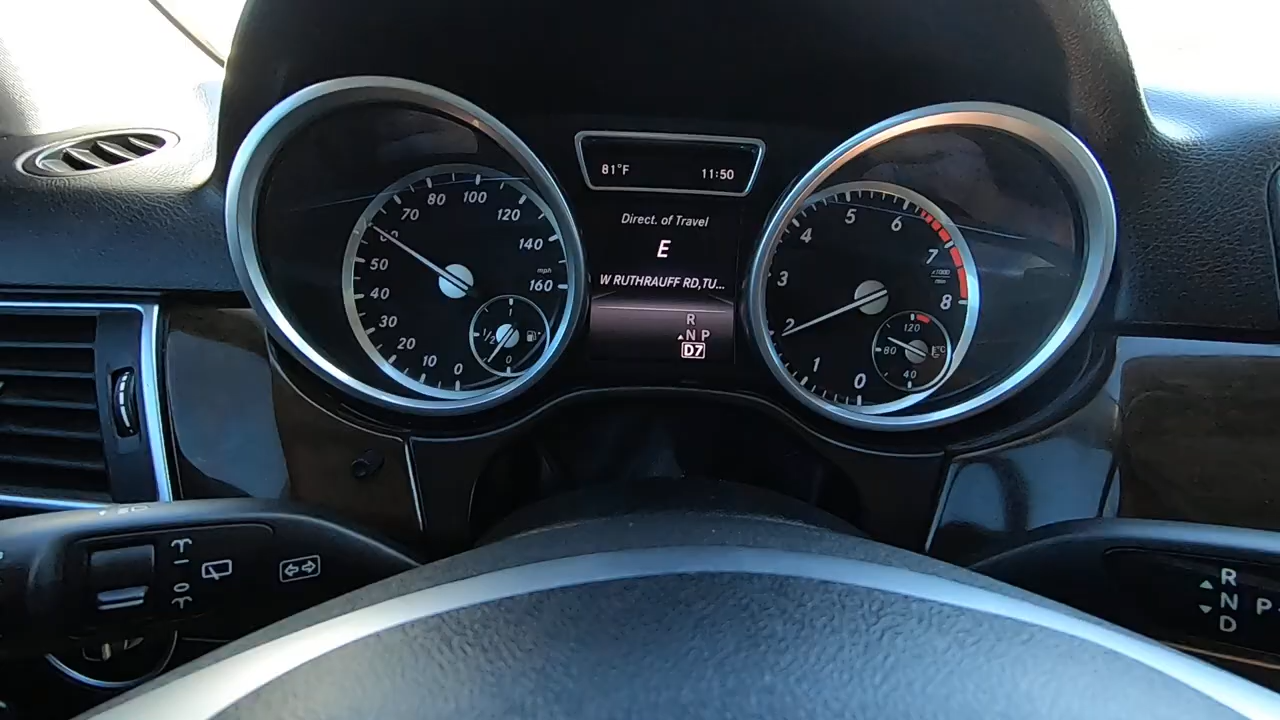 81°F 11:50
Direct. of Travel
E
W RUTHRAUFF RD,TU...
R
N P
D7
0
10
20
30
40
50
60
70
80
100
120
140
160
mph
1
1/2
0
0
1
2
3
4
5
6
7
8
x1000
120
80
40
°C
R
N P
D